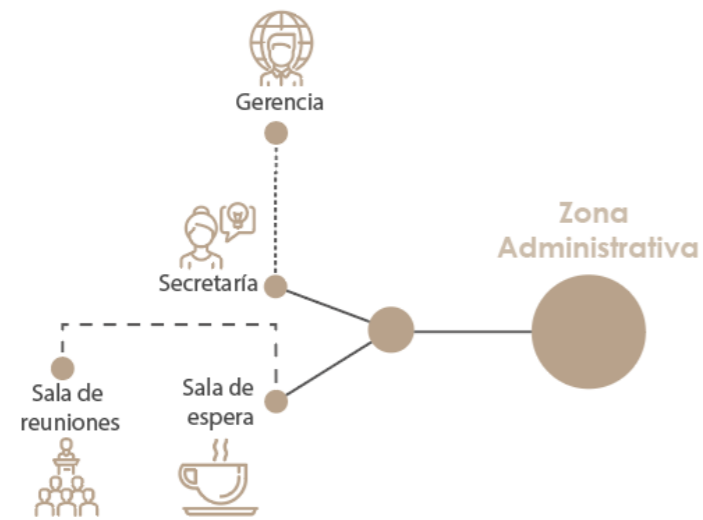 Gerencia
Zona
Administrativa
Secretaría
Sala de
reuniones
Sala de
espera